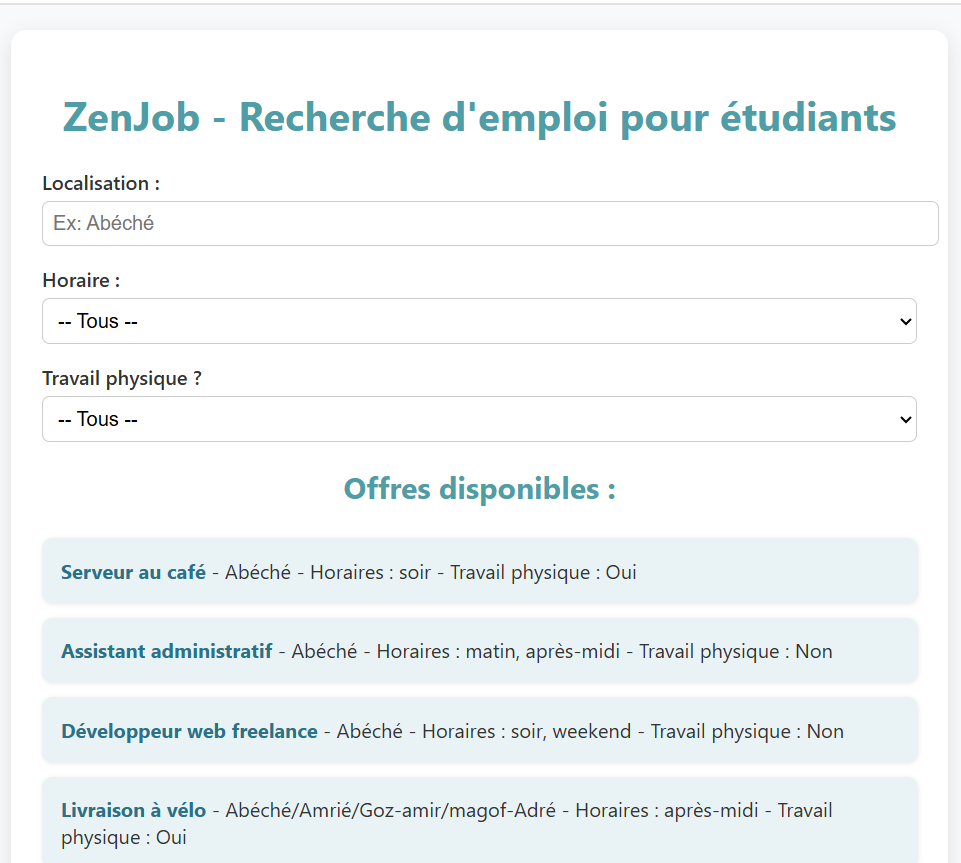 ZenJob - Recherche d'emploi pour étudiants
Localisation :
Ex: Abéché
Horaire :
-- Tous --
Travail physique ?
-- Tous --
Offres disponibles :
Serveur au café - Abéché - Horaires : soir - Travail physique : Oui
Assistant administratif - Abéché - Horaires : matin, après-midi - Travail physique : Non
Développeur web freelance - Abéché - Horaires : soir, weekend - Travail physique : Non
Livraison à vélo - Abéché/Amrié/Goz-amir/magof-Adré - Horaires : après-midi - Travail
physique : Oui